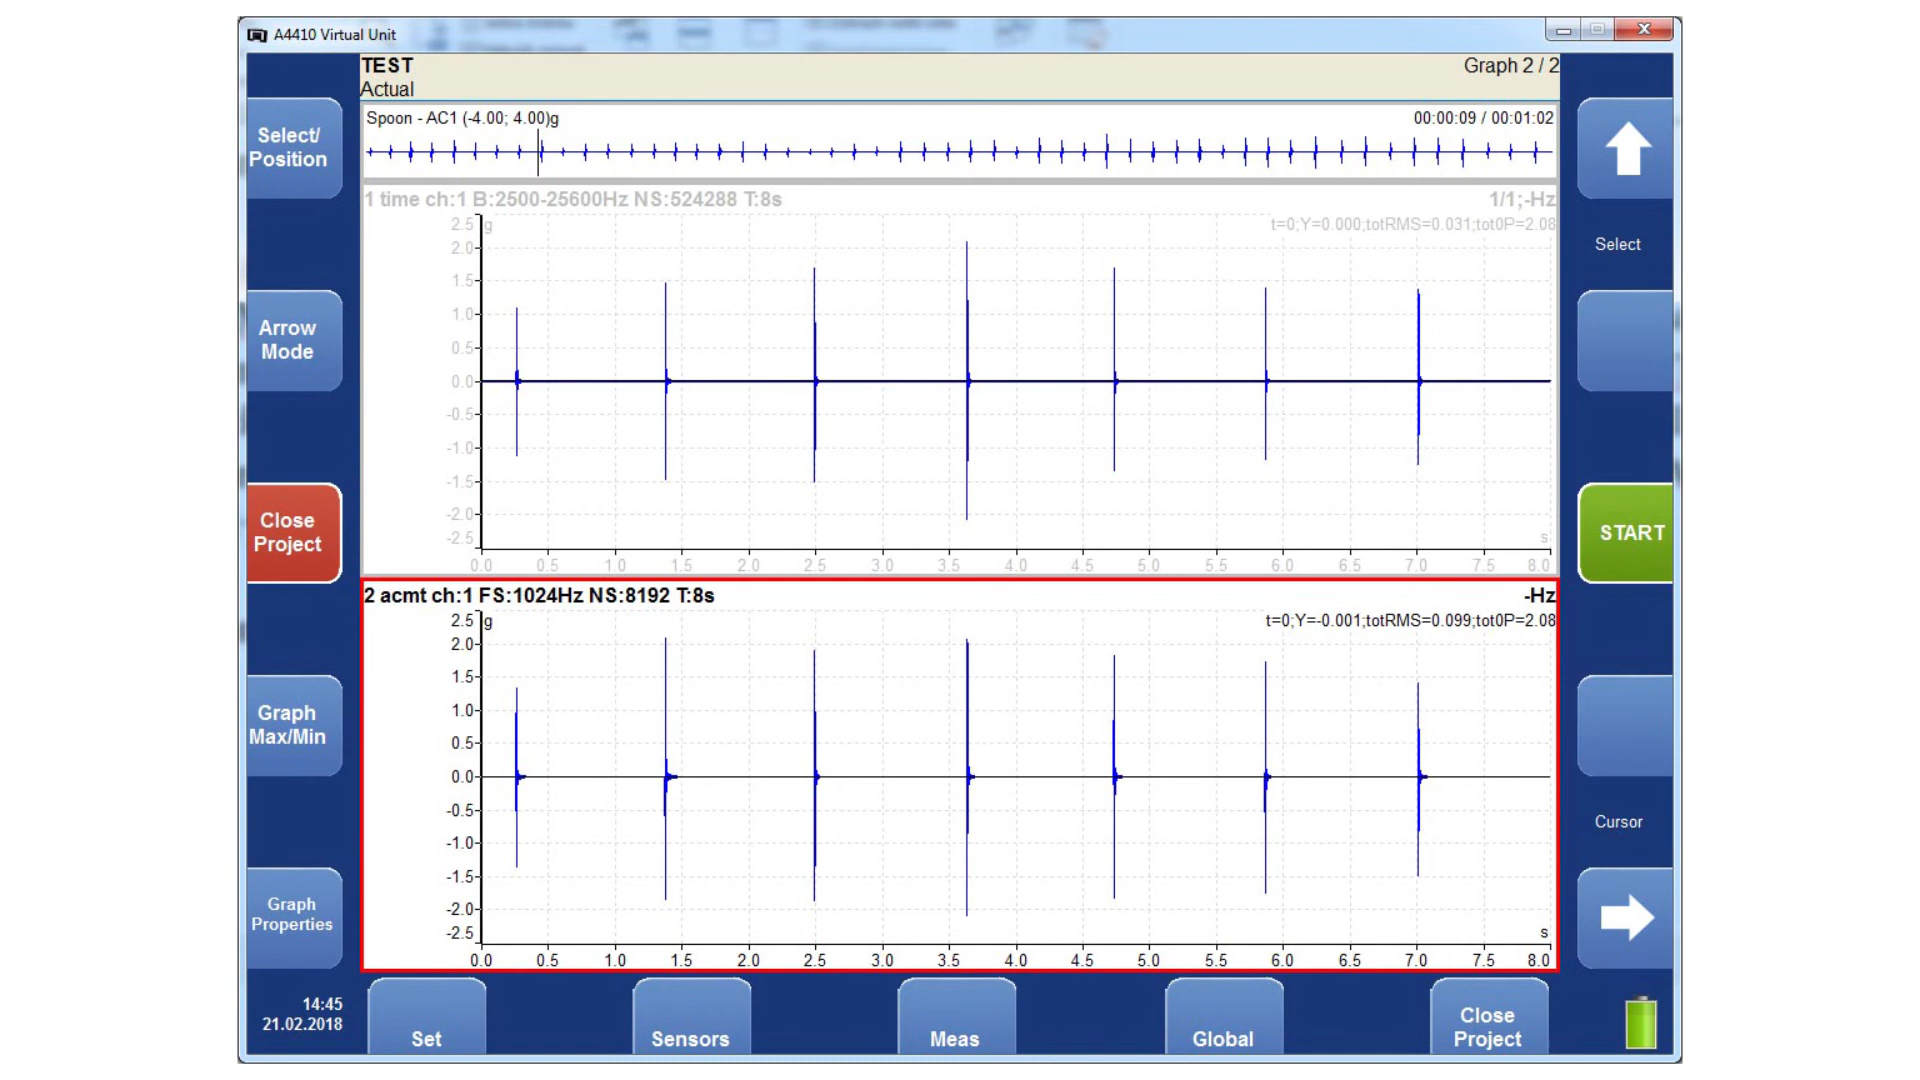 A4410 Virtual Unit
TEST
Graph 2 / 2
Actual
Spoon - AC1 (-4.00; 4.00)g
00:00:09 / 00:01:02
1 time ch:1 B:2500-25600Hz NS:524288 T:8s
1/1;-Hz
t=0;Y=0.000;totRMS=0.031;tot0P=2.08
g
2.5
2.0
1.5
1.0
0.5
0.0
-0.5
-1.0
-1.5
-2.0
-2.5
s
0.0 0.5 1.0 1.5 2.0 2.5 3.0 3.5 4.0 4.5 5.0 5.5 6.0 6.5 7.0 7.5 8.0
2 acmt ch:1 FS:1024Hz NS:8192 T:8s
-Hz
t=0;Y=-0.001;totRMS=0.099;tot0P=2.08
g
2.5
2.0
1.5
1.0
0.5
0.0
-0.5
-1.0
-1.5
-2.0
-2.5
s
0.0 0.5 1.0 1.5 2.0 2.5 3.0 3.5 4.0 4.5 5.0 5.5 6.0 6.5 7.0 7.5 8.0
Select/
Position
Arrow
Mode
Close
Project
Graph
Max/Min
Graph
Properties
14:45
21.02.2018
Select
START
Cursor
Set
Sensors
Meas
Global
Close
Project